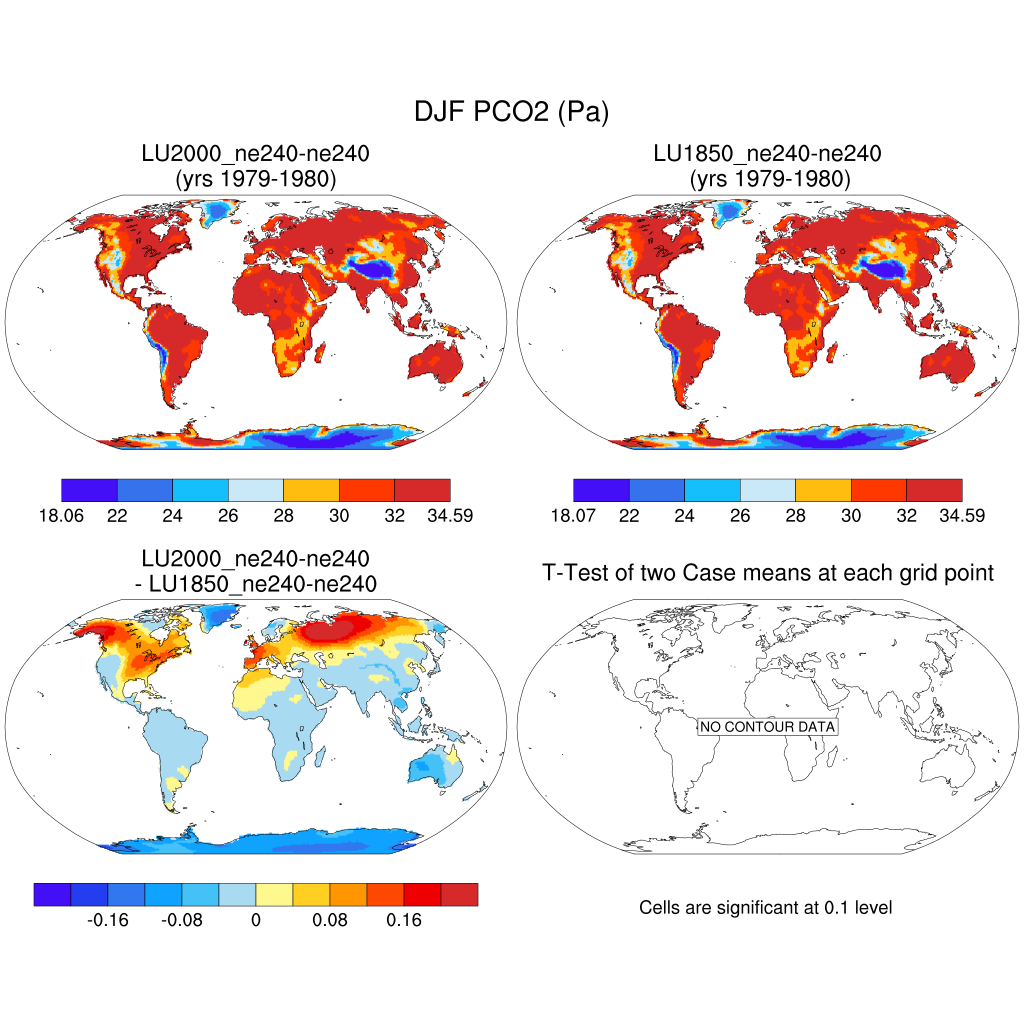 DJF PCO2 (Pa)
LU2000_ne240-ne240
(yrs 1979-1980)
LU1850_ne240-ne240
(yrs 1979-1980)
18.06 22 24 26 28 30 32 34.59
18.07 22 24 26 28 30 32 34.59
LU2000_ne240-ne240
- LU1850_ne240-ne240
T-Test of two Case means at each grid point
NO CONTOUR DATA
-0.16 -0.08 0 0.08 0.16
Cells are significant at 0.1 level